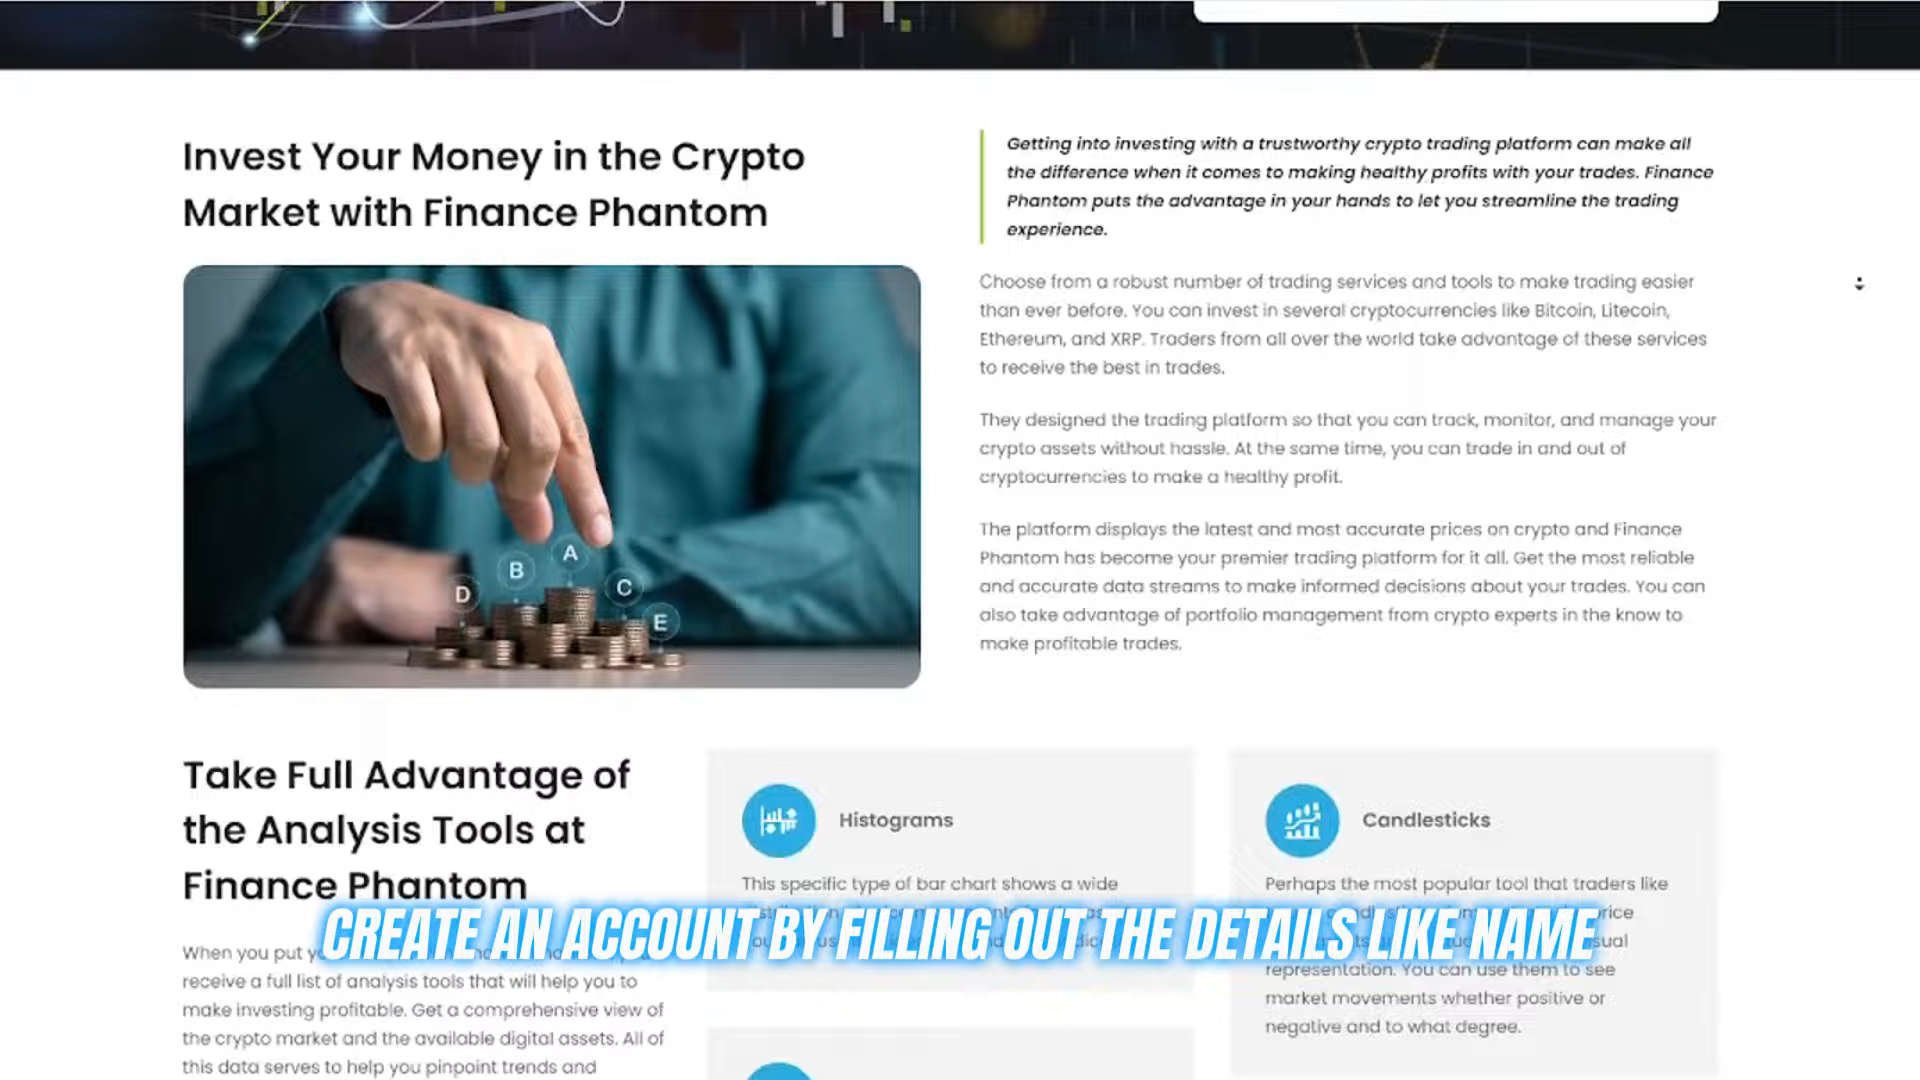 Invest Your Money in the Crypto
Market with Finance Phantom
Getting into investing with a trustworthy crypto trading platform can make all
the difference when it comes to making healthy profits with your trades. Finance
Phantom puts the advantage in your hands to let you streamline the trading
experience.
Choose from a robust number of trading services and tools to make trading easier
than ever before. You can invest in several cryptocurrencies like Bitcoin, Litecoin,
Ethereum, and XRP. Traders from all over the world take advantage of these services
to receive the best in trades.
They designed the trading platform so that you can track, monitor, and manage your
crypto assets without hassle. At the same time, you can trade in and out of
cryptocurrencies to make a healthy profit.
The platform displays the latest and most accurate prices on crypto and Finance
Phantom has become your premier trading platform for it all. Get the most reliable
and accurate data streams to make informed decisions about your trades. You can
also take advantage of portfolio management from crypto experts in the know to
make profitable trades.
D
B
A
C
E
Take Full Advantage of
the Analysis Tools at
Finance Phantom
When you put
receive a full list of analysis tools that will help you to
make investing profitable. Get a comprehensive view of
the crypto market and the available digital assets. All of
this data serves to help you pinpoint trends and
Histograms
This specific type of bar chart shows a wide
Candlesticks
Perhaps the most popular tool that traders like
representation. You can use them to see
market movements whether positive or
negative and to what degree.
CREATE AN ACCOUNT BY FILLING OUT THE DETAILS LIKE NAME